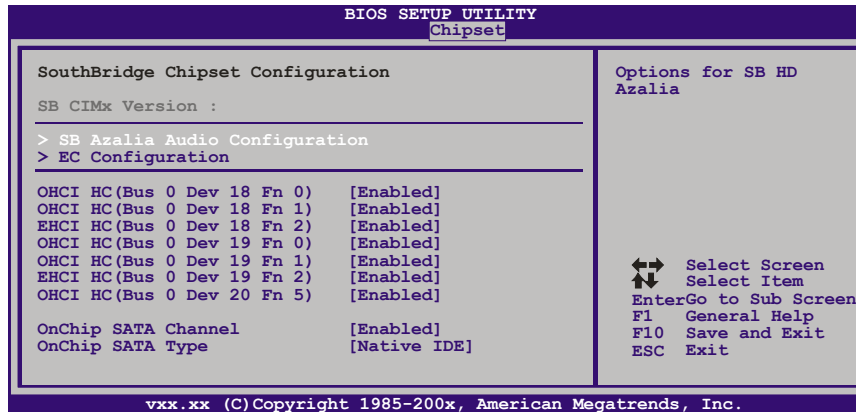 BIOS SETUP UTILITY
Chipset
SouthBridge Chipset Configuration
SB CIMx Version :
> SB Azalia Audio Configuration
> EC Configuration
OHCI HC(Bus 0 Dev 18 Fn 0) [Enabled]
OHCI HC(Bus 0 Dev 18 Fn 1) [Enabled]
EHCI HC(Bus 0 Dev 18 Fn 2) [Enabled]
OHCI HC(Bus 0 Dev 19 Fn 0) [Enabled]
OHCI HC(Bus 0 Dev 19 Fn 1) [Enabled]
EHCI HC(Bus 0 Dev 19 Fn 2) [Enabled]
OHCI HC(Bus 0 Dev 20 Fn 5) [Enabled]
OnChip SATA Channel [Enabled]
OnChip SATA Type [Native IDE]
Options for SB HD
Azalia
Select Screen
Select Item
EnterGo to Sub Screen
F1 General Help
F10 Save and Exit
ESC Exit
vxx.xx (C)Copyright 1985-200x, American Megatrends, Inc.